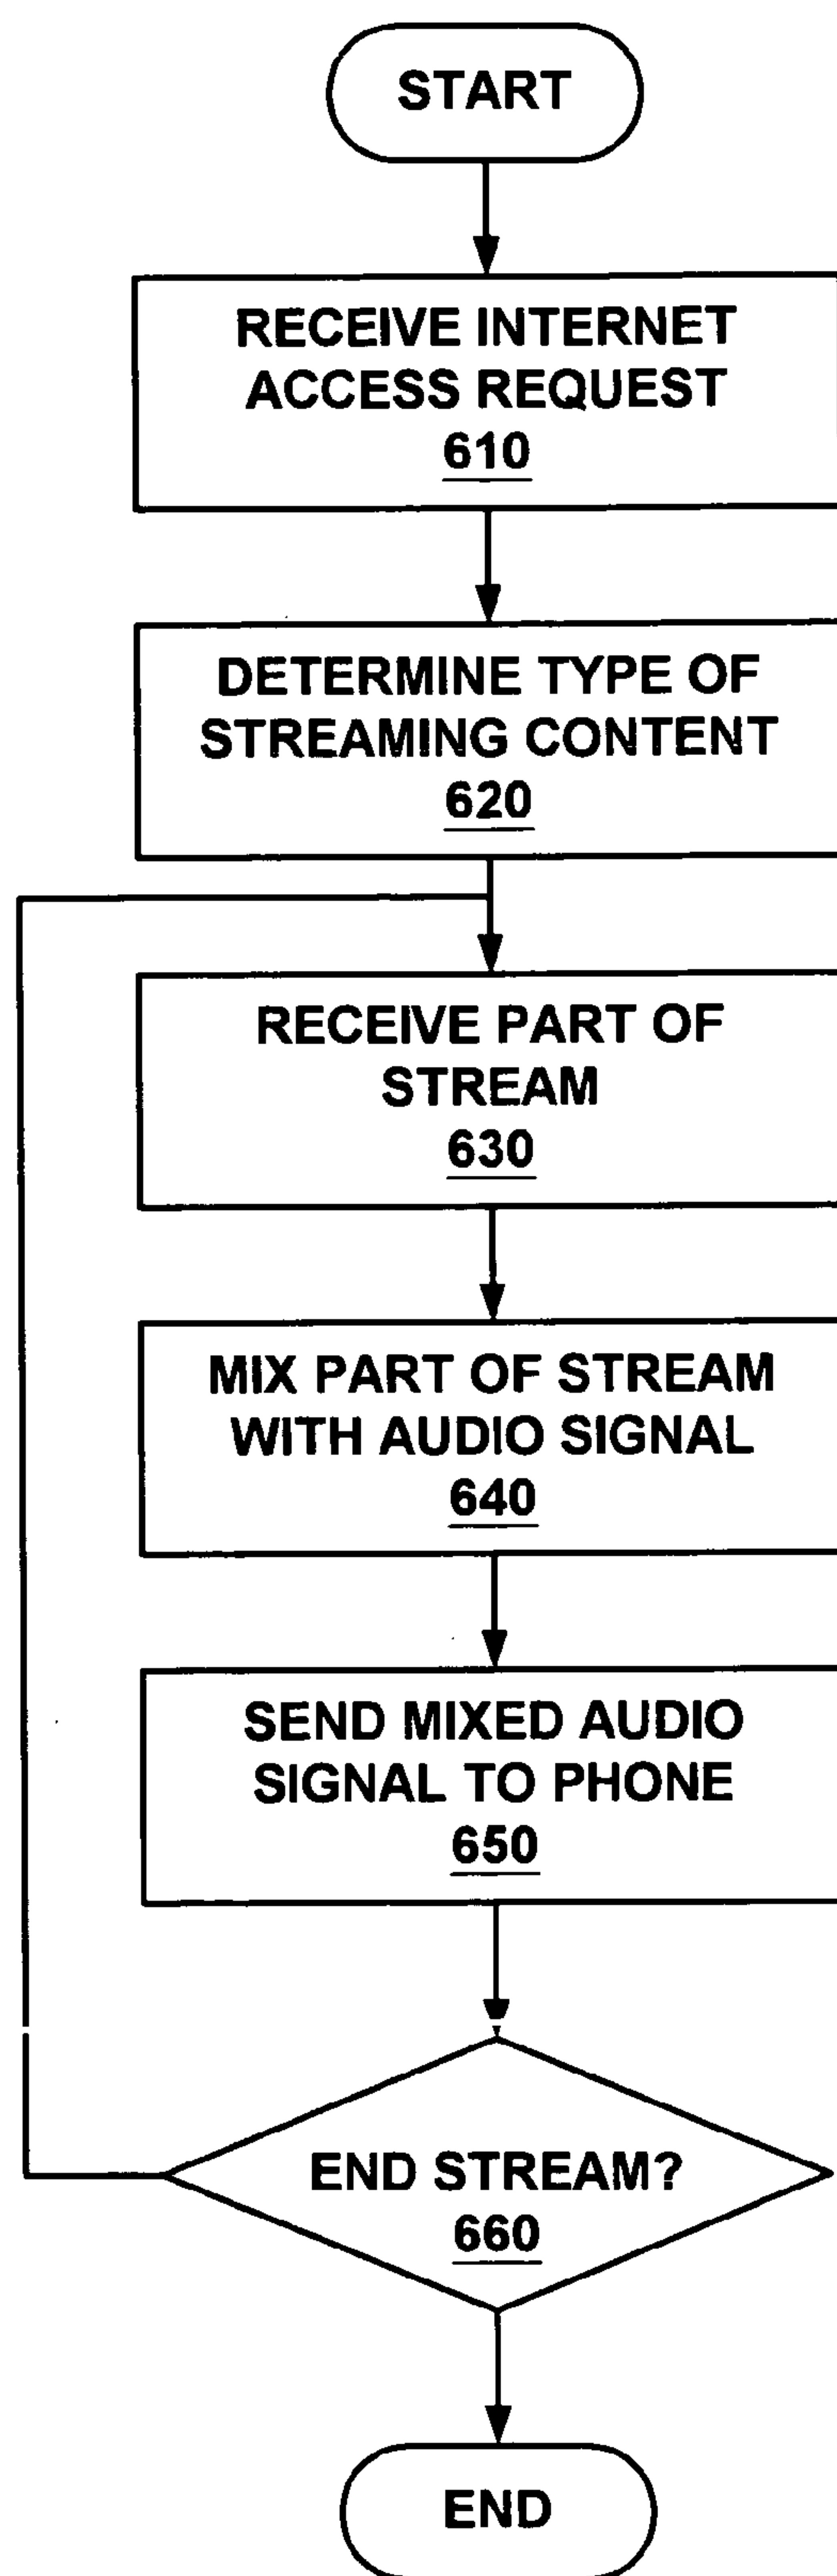 START
RECEIVE INTERNET
ACCESS REQUEST
610
DETERMINE TYPE OF
STREAMING CONTENT
620
RECEIVE PART OF
STREAM
630
MIX PART OF STREAM
WITH AUDIO SIGNAL
640
SEND MIXED AUDIO
SIGNAL TO PHONE
650
END STREAM?
660
END